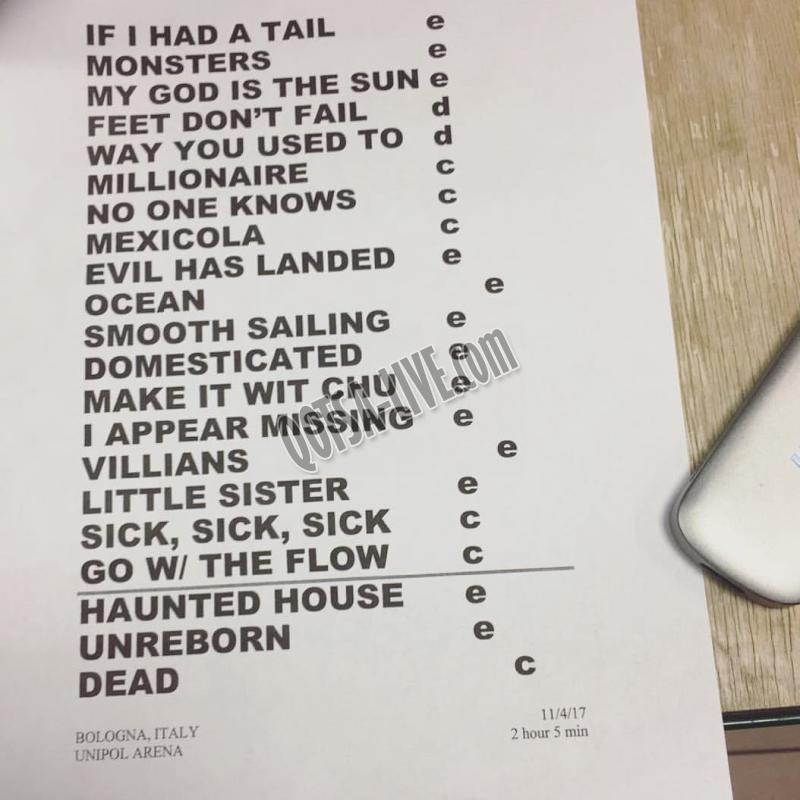 IF I HAD A TAIL e
MONSTERS e
MY GOD IS THE SUN e
FEET DON'T FAIL d
WAY YOU USED TO d
MILLIONAIRE c
NO ONE KNOWS c
MEXICOLA c
EVIL HAS LANDED e
OCEAN e
SMOOTH SAILING e
DOMESTICATED e
MAKE IT WIT CHU e
I APPEAR MISSING e
VILLIANS e
LITTLE SISTER e
SICK, SICK, SICK c
GO W/ THE FLOW c
HAUNTED HOUSE e
UNREBORN e
DEAD c
BOLOGNA, ITALY 11/4/17
UNIPOL ARENA 2 hour 5 min
QOTSA-HIVE.com